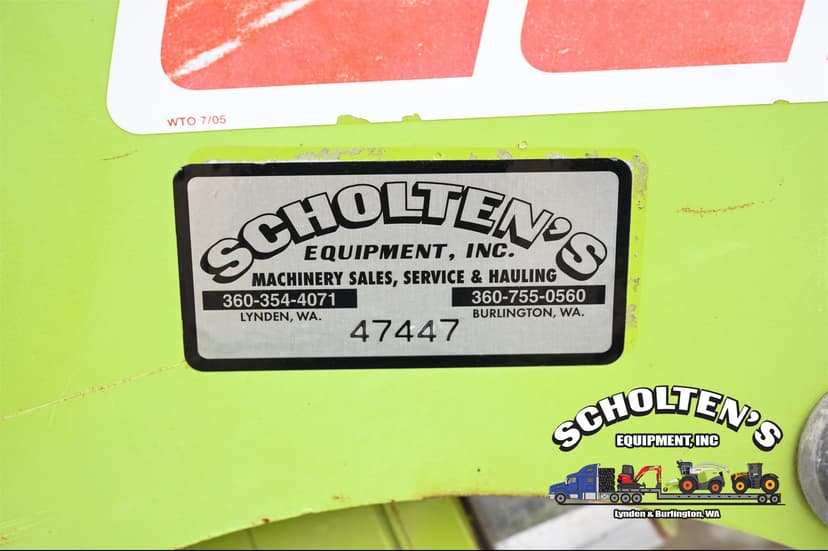 WTO 7/05
SCHOLTEN'S
EQUIPMENT, INC.
MACHINERY SALES, SERVICE & HAULING
360-354-4071 360-755-0560
LYNDEN, WA. BURLINGTON, WA.
47447
SCHOLTEN'S
EQUIPMENT, INC
Lynden & Burlington, WA